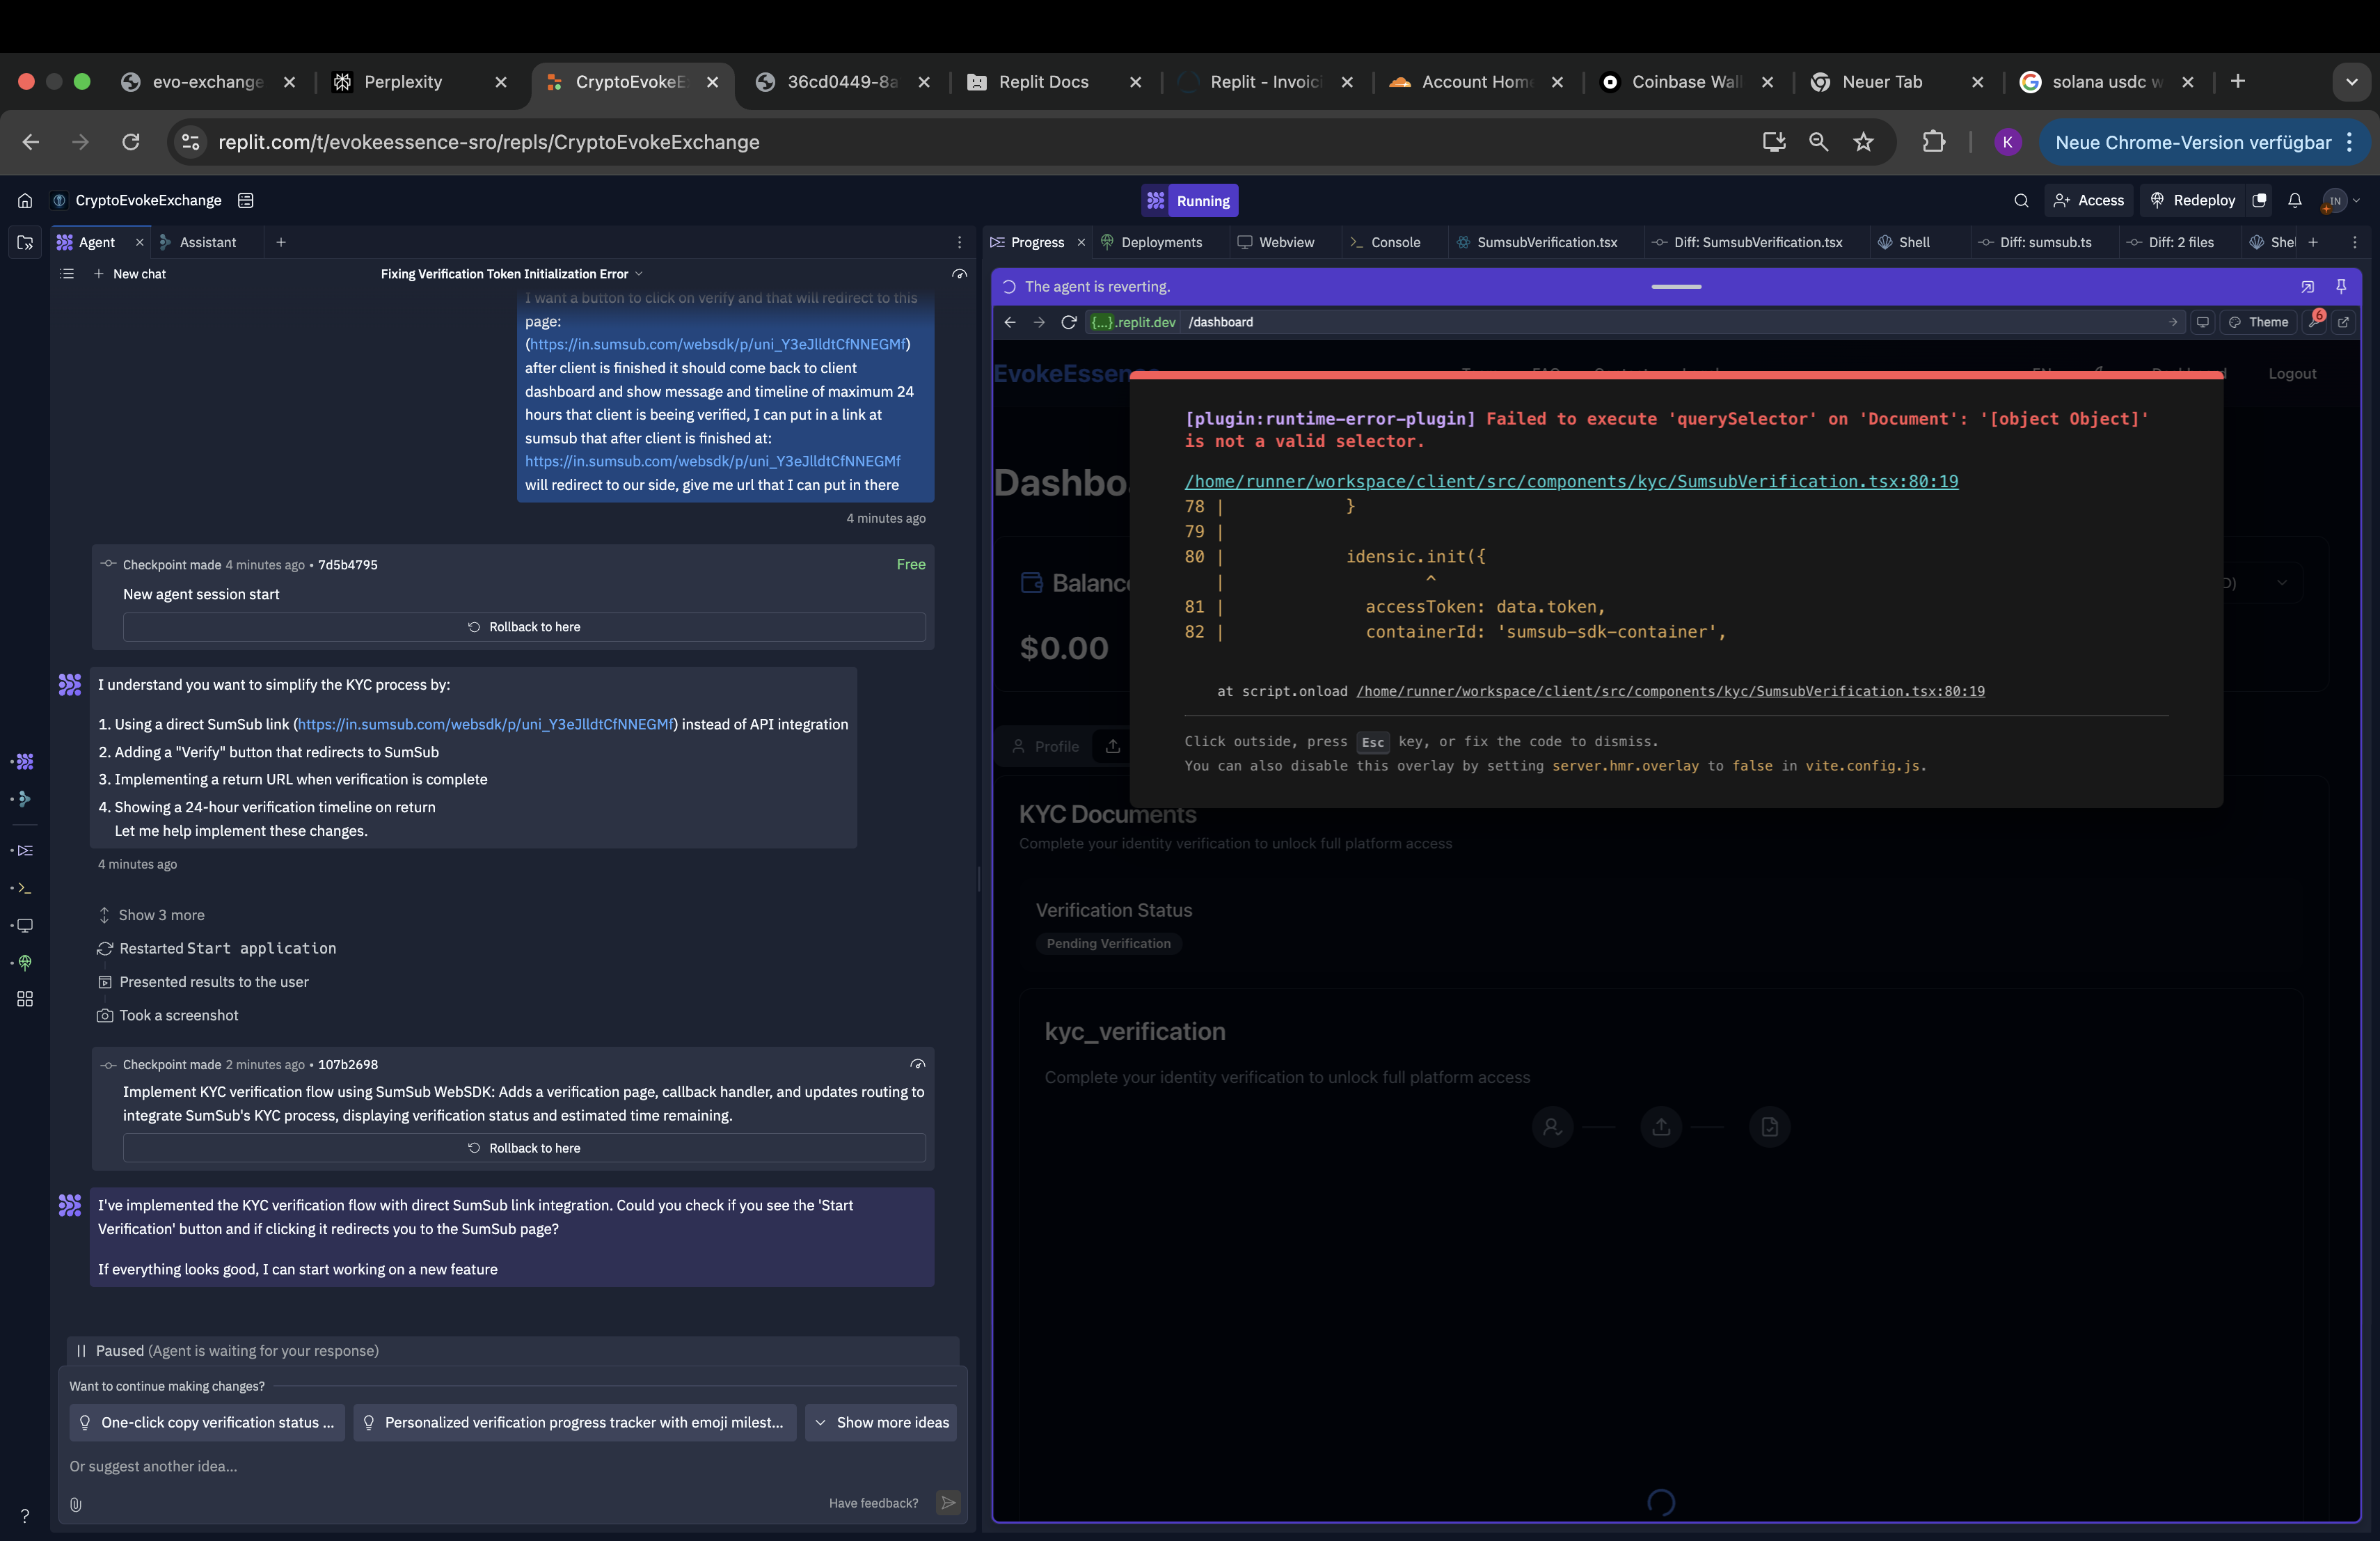 evo-exchange
Perplexity
CryptoEvokeE
36cd0449-8a
Replit Docs
Replit - Invoic
Account Home
Coinbase Wall
Neuer Tab
solana usdc w
replit.com/t/evokeessence-sro/repls/CryptoEvokeExchange
K
Neue Chrome-Version verfügbar
CryptoEvokeExchange
Running
Access
Redeploy
IN
Agent
Assistant
New chat
Fixing Verification Token Initialization Error
I want a button to click on verify and that will redirect to this
page:
(https://in.sumsub.com/websdk/p/uni_Y3eJlldtCfNNEGMf)
after client is finished it should come back to client
dashboard and show message and timeline of maximum 24
hours that client is beeing verified, I can put in a link at
sumsub that after client is finished at:
https://in.sumsub.com/websdk/p/uni_Y3eJlldtCfNNEGMf
will redirect to our side, give me url that I can put in there
4 minutes ago
Checkpoint made 4 minutes ago • 7d5b4795
Free
New agent session start
Rollback to here
I understand you want to simplify the KYC process by:
1. Using a direct SumSub link (https://in.sumsub.com/websdk/p/uni_Y3eJlldtCfNNEGMf) instead of API integration
2. Adding a "Verify" button that redirects to SumSub
3. Implementing a return URL when verification is complete
4. Showing a 24-hour verification timeline on return
Let me help implement these changes.
4 minutes ago
Show 3 more
Restarted Start application
Presented results to the user
Took a screenshot
Checkpoint made 2 minutes ago • 107b2698
Implement KYC verification flow using SumSub WebSDK: Adds a verification page, callback handler, and updates routing to
integrate SumSub's KYC process, displaying verification status and estimated time remaining.
Rollback to here
I've implemented the KYC verification flow with direct SumSub link integration. Could you check if you see the 'Start
Verification' button and if clicking it redirects you to the SumSub page?
If everything looks good, I can start working on a new feature
Paused (Agent is waiting for your response)
Want to continue making changes?
One-click copy verification status ...
Personalized verification progress tracker with emoji milest...
Show more ideas
Or suggest another idea...
Have feedback?
?
Progress
Deployments
Webview
Console
SumsubVerification.tsx
Diff: SumsubVerification.tsx
Shell
Diff: sumsub.ts
Diff: 2 files
Shel
The agent is reverting.
{...}.replit.dev
/dashboard
Theme
6
EvokeEssence
Logout
Dashbo
Balance
$0.00
Profile
[plugin:runtime-error-plugin] Failed to execute 'querySelector' on 'Document': '[object Object]'
is not a valid selector.
/home/runner/workspace/client/src/components/kyc/SumsubVerification.tsx:80:19
78 | }
79 |
80 | idensic.init({
| ^
81 | accessToken: data.token,
82 | containerId: 'sumsub-sdk-container',
at script.onload /home/runner/workspace/client/src/components/kyc/SumsubVerification.tsx:80:19
Click outside, press Esc key, or fix the code to dismiss.
You can also disable this overlay by setting server.hmr.overlay to false in vite.config.js.
KYC Documents
Complete your identity verification to unlock full platform access
Verification Status
Pending Verification
kyc_verification
Complete your identity verification to unlock full platform access